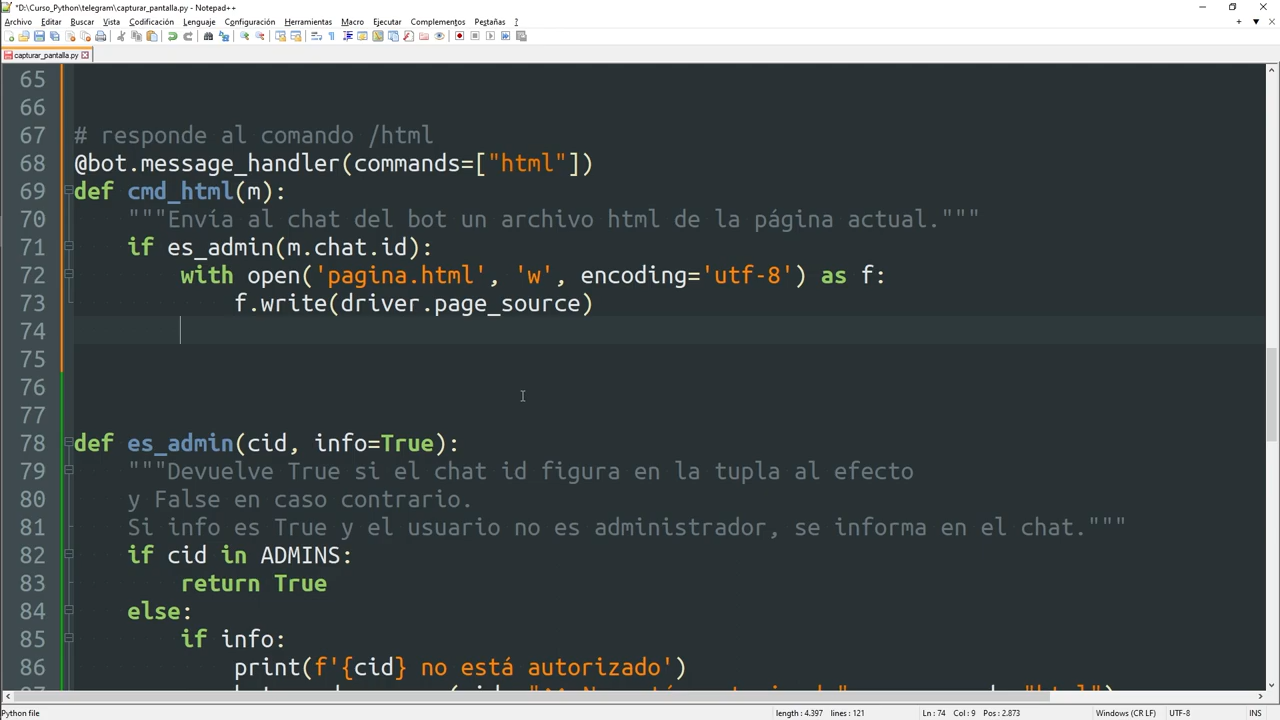 *D:\Curso_Python\telegram\capturar_pantalla.py - Notepad++
Archivo Editar Buscar Vista Codificación Lenguaje Configuración Herramientas Macro Ejecutar Complementos Pestañas ?
capturar_pantalla.py
65
66
67 # responde al comando /html
68 @bot.message_handler(commands=["html"])
69 def cmd_html(m):
70 """Envía al chat del bot un archivo html de la página actual."""
71 if es_admin(m.chat.id):
72 with open('pagina.html', 'w', encoding='utf-8') as f:
73 f.write(driver.page_source)
74
75
76
77
78 def es_admin(cid, info=True):
79 """Devuelve True si el chat id figura en la tupla al efecto
80 y False en caso contrario.
81 Si info es True y el usuario no es administrador, se informa en el chat."""
82 if cid in ADMINS:
83 return True
84 else:
85 if info:
86 print(f'{cid} no está autorizado')
Python file length : 4.397 lines : 121 Ln : 74 Col : 9 Pos : 2.873 Windows (CR LF) UTF-8 INS